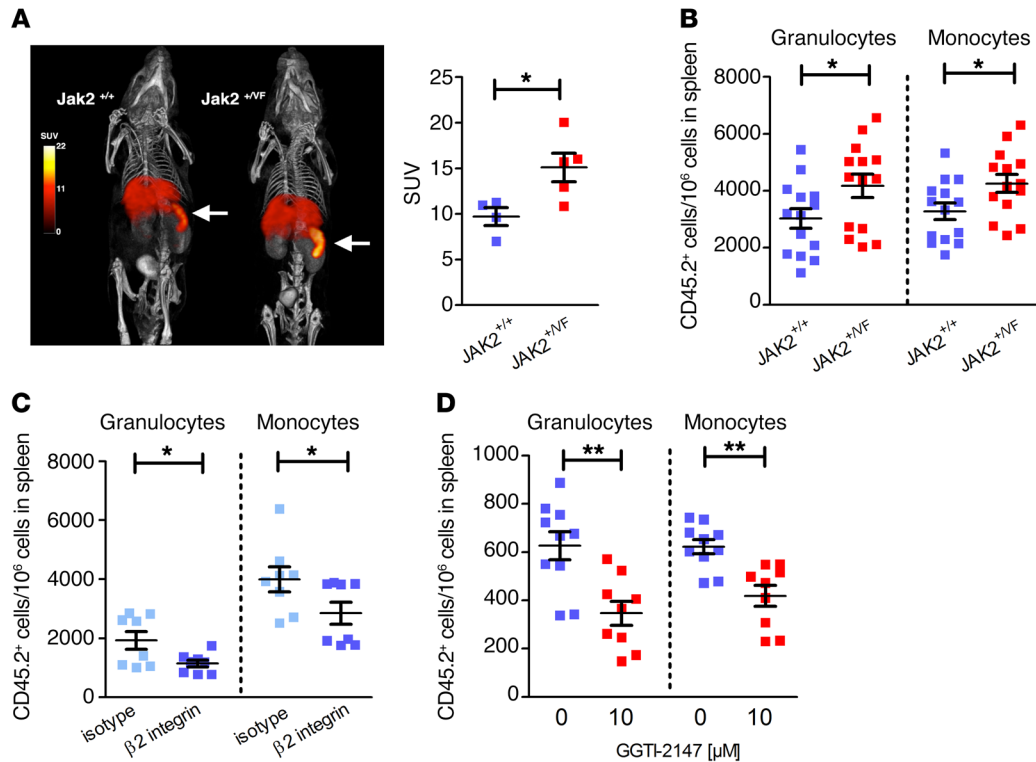 A
Jak2 +/+
Jak2 +/VF
SUV
22
11
0
SUV
25
20
15
10
5
0
*
JAK2+/+
JAK2+/VF
B
Granulocytes
Monocytes
*
*
CD45.2+ cells/10^6 cells in spleen
8000
6000
4000
2000
0
JAK2+/+
JAK2+/VF
JAK2+/+
JAK2+/VF
C
Granulocytes
Monocytes
*
*
CD45.2+ cells/10^6 cells in spleen
8000
6000
4000
2000
0
isotype
β2 integrin
isotype
β2 integrin
D
Granulocytes
Monocytes
**
**
CD45.2+ cells/10^6 cells in spleen
1000
800
600
400
200
0
0
10
0
10
GGTI-2147 [µM]